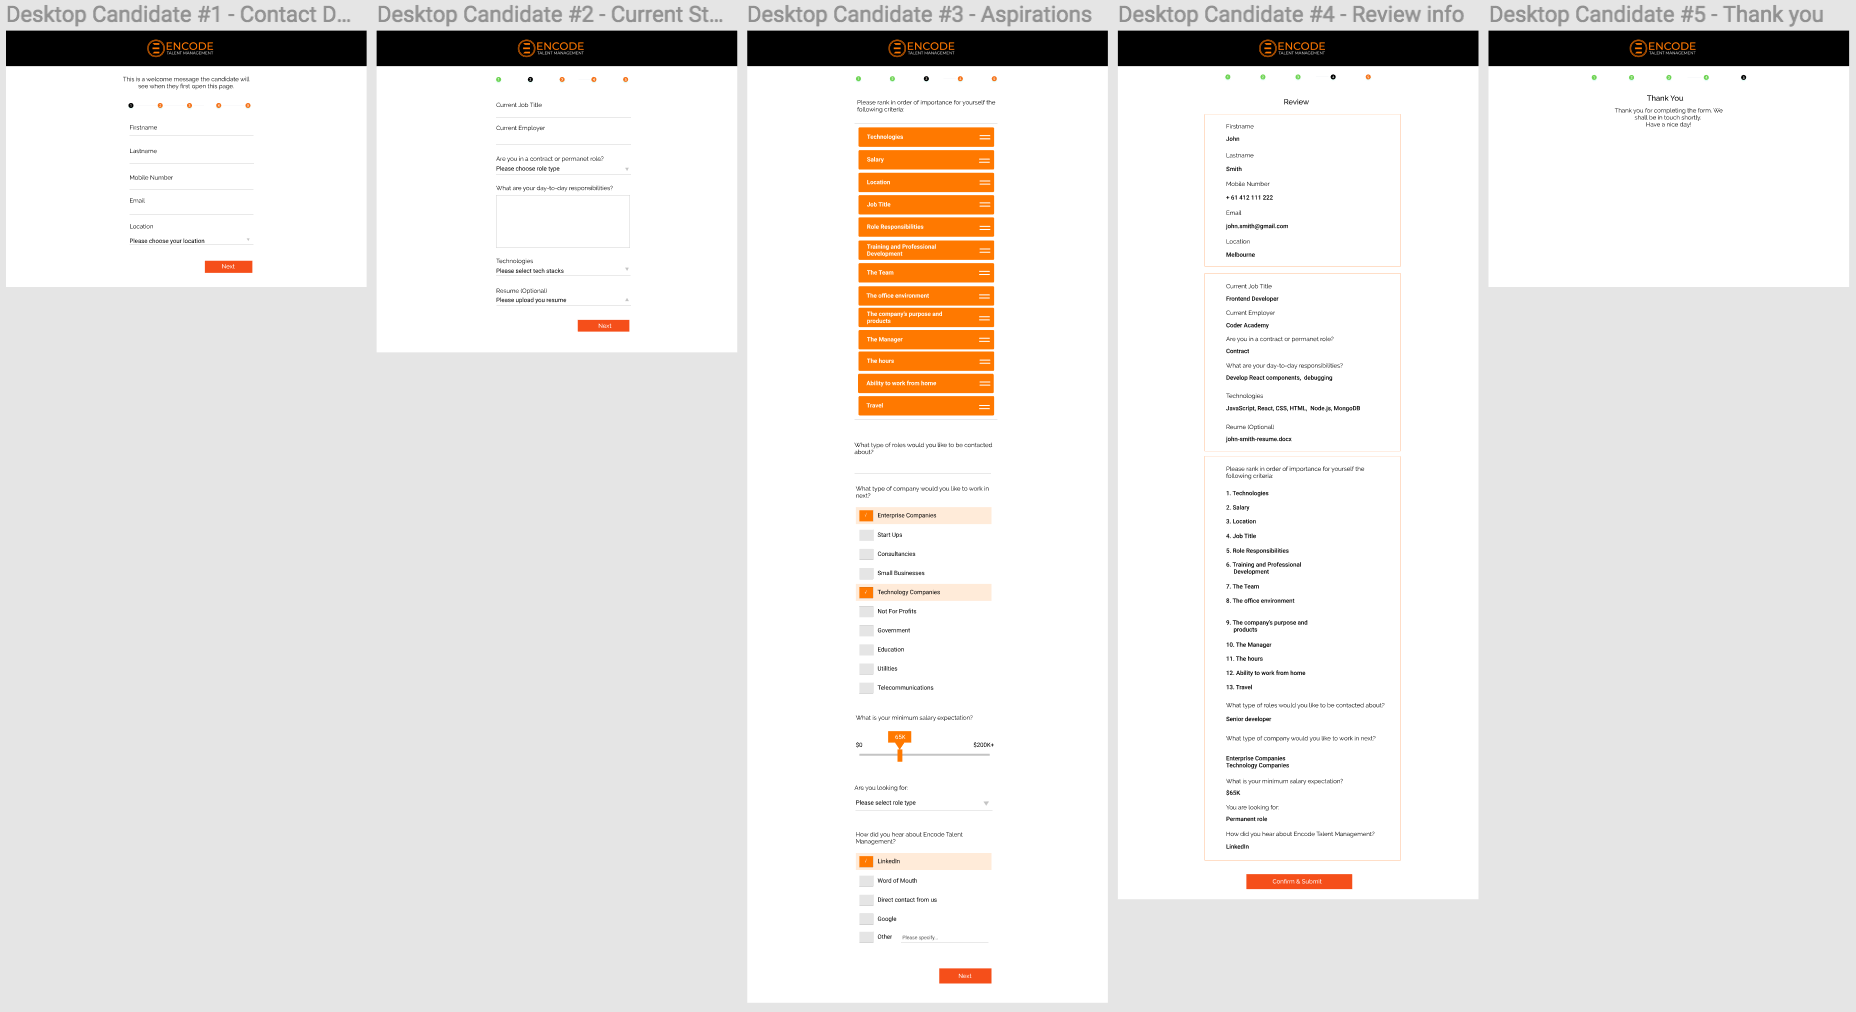 Desktop Candidate #1 - Contact D...
ENCODE
TALENT MANAGEMENT
This is a welcome message the candidate will
see when they first open this page.
Firstname
Lastname
Mobile Number
Email
Location
Please choose your location
Next
Desktop Candidate #2 - Current St...
ENCODE
TALENT MANAGEMENT
Current Job Title
Current Employer
Are you in a contract or permanet role?
Please choose role type
What are your day-to-day responsibilities?
Technologies
Please select tech stacks
Resume (Optional)
Please upload you resume
Next
Desktop Candidate #3 - Aspirations
ENCODE
TALENT MANAGEMENT
Please rank in order of importance for yourself the
following criteria:
Technologies
Salary
Location
Job Title
Role Responsibilities
Training and Professional
Development
The Team
The office environment
The company's purpose and
products
The Manager
The hours
Ability to work from home
Travel
What type of roles would you like to be contacted
about?
What type of company would you like to work in
next?
Enterprise Companies
Start Ups
Consultancies
Small Businesses
Technology Companies
Not For Profits
Government
Education
Utilities
Telecommunications
What is your minimum salary expectation?
65K
$0
$200K+
Are you looking for:
Please select role type
How did you hear about Encode Talent
Management?
LinkedIn
Word of Mouth
Direct contact from us
Google
Other
Please specify...
Next
Desktop Candidate #4 - Review info
ENCODE
TALENT MANAGEMENT
Review
Firstname
John
Lastname
Smith
Mobile Number
+ 61 412 111 222
Email
john.smith@gmail.com
Location
Melbourne
Current Job Title
Frontend Developer
Current Employer
Coder Academy
Are you in a contract or permanet role?
Contract
What are your day-to-day responsibilities?
Develop React components, debugging
Technologies
JavaScript, React, CSS, HTML, Node.js, MongoDB
Reume (Optional)
john-smith-resume.docx
Please rank in order of importance for yourself the
following criteria:
1. Technologies
2. Salary
3. Location
4. Job Title
5. Role Responsibilities
6. Training and Professional
Development
7. The Team
8. The office environment
9. The company's purpose and
products
10. The Manager
11. The hours
12. Ability to work from home
13. Travel
What type of roles would you like to be contacted about?
Senior developer
What type of company would you like to work in next?
Enterprise Companies
Technology Companies
What is your minimum salary expectation?
$65K
You are looking for:
Permanent role
How did you hear about Encode Talent Management?
LinkedIn
Confirm & Submit
Desktop Candidate #5 - Thank you
ENCODE
TALENT MANAGEMENT
Thank You
Thank you for completing the form. We
shall be in touch shortly.
Have a nice day!